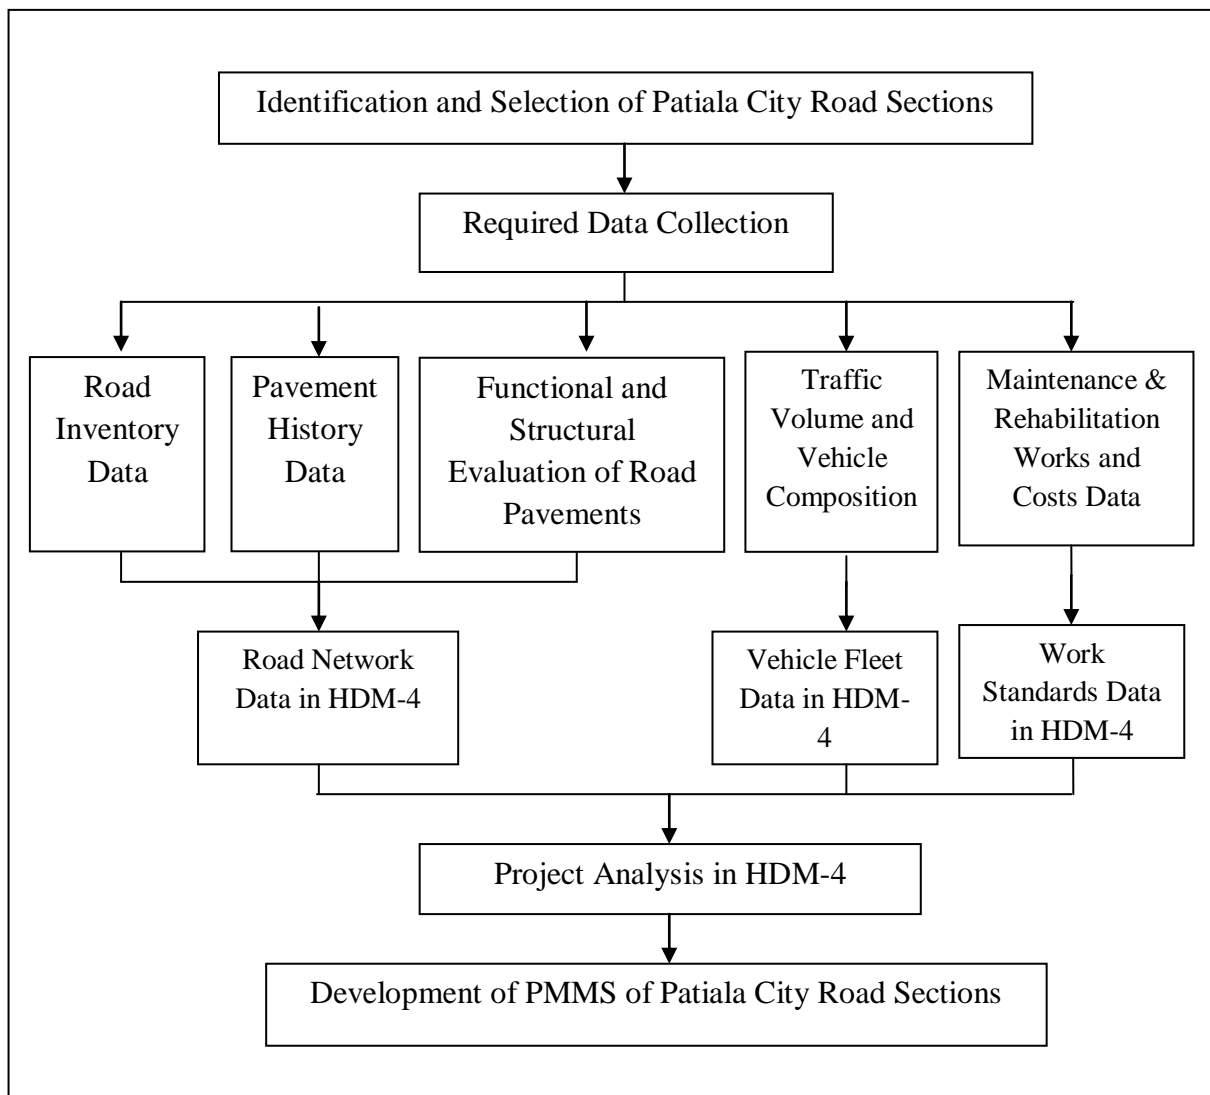 Identification and Selection of Patiala City Road Sections
Required Data Collection
Road
Inventory
Data
Pavement
History
Data
Functional and
Structural
Evaluation of Road
Pavements
Traffic
Volume and
Vehicle
Composition
Maintenance &
Rehabilitation
Works and
Costs Data
Road Network
Data in HDM-4
Vehicle Fleet
Data in HDM-
4
Work
Standards Data
in HDM-4
Project Analysis in HDM-4
Development of PMMS of Patiala City Road Sections